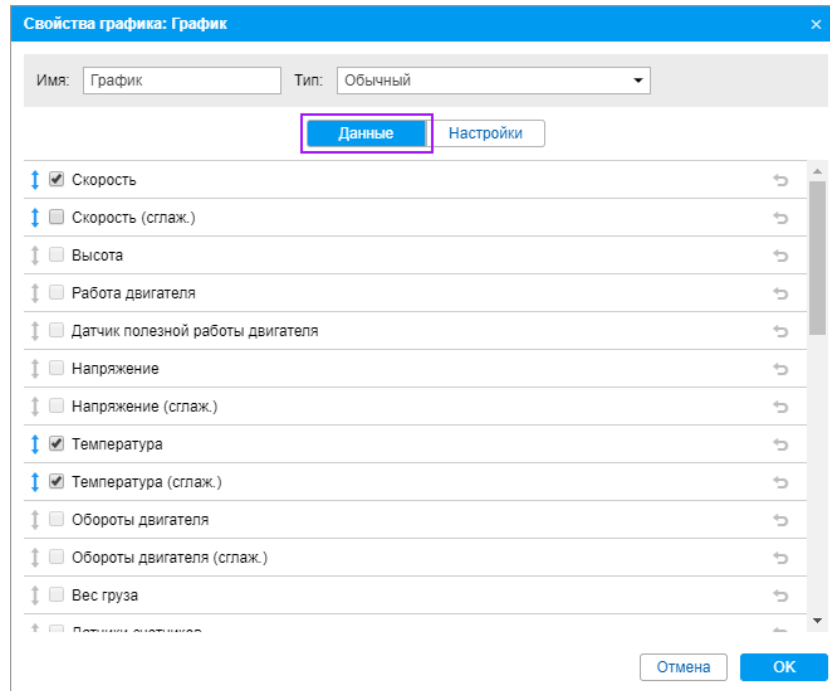 Свойства графика: График
Имя: График Тип: Обычный
Данные Настройки
Скорость
Скорость (сглаж.)
Высота
Работа двигателя
Датчик полезной работы двигателя
Напряжение
Напряжение (сглаж.)
Температура
Температура (сглаж.)
Обороты двигателя
Обороты двигателя (сглаж.)
Вес груза
Отмена OK